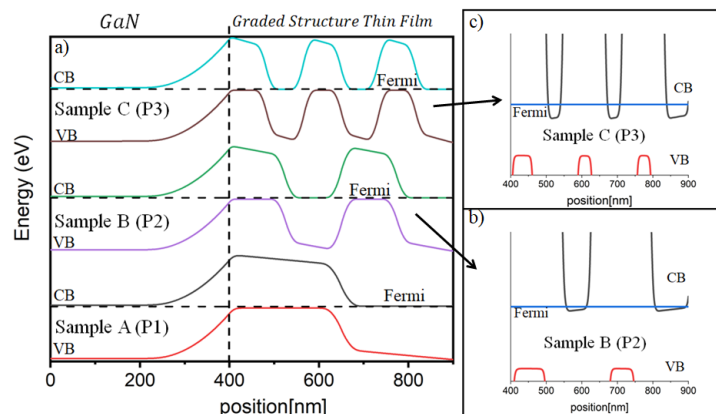 GaN
Graded Structure Thin Film
a)
CB
Fermi
Sample C (P3)
VB
CB
Fermi
Sample B (P2)
VB
CB
Fermi
Sample A (P1)
VB
Energy (eV)
0 200 400 600 800
position[nm]
c)
CB
Fermi
Sample C (P3)
VB
400 500 600 700 800 900
position[nm]
b)
CB
Fermi
Sample B (P2)
VB
400 500 600 700 800 900
position[nm]